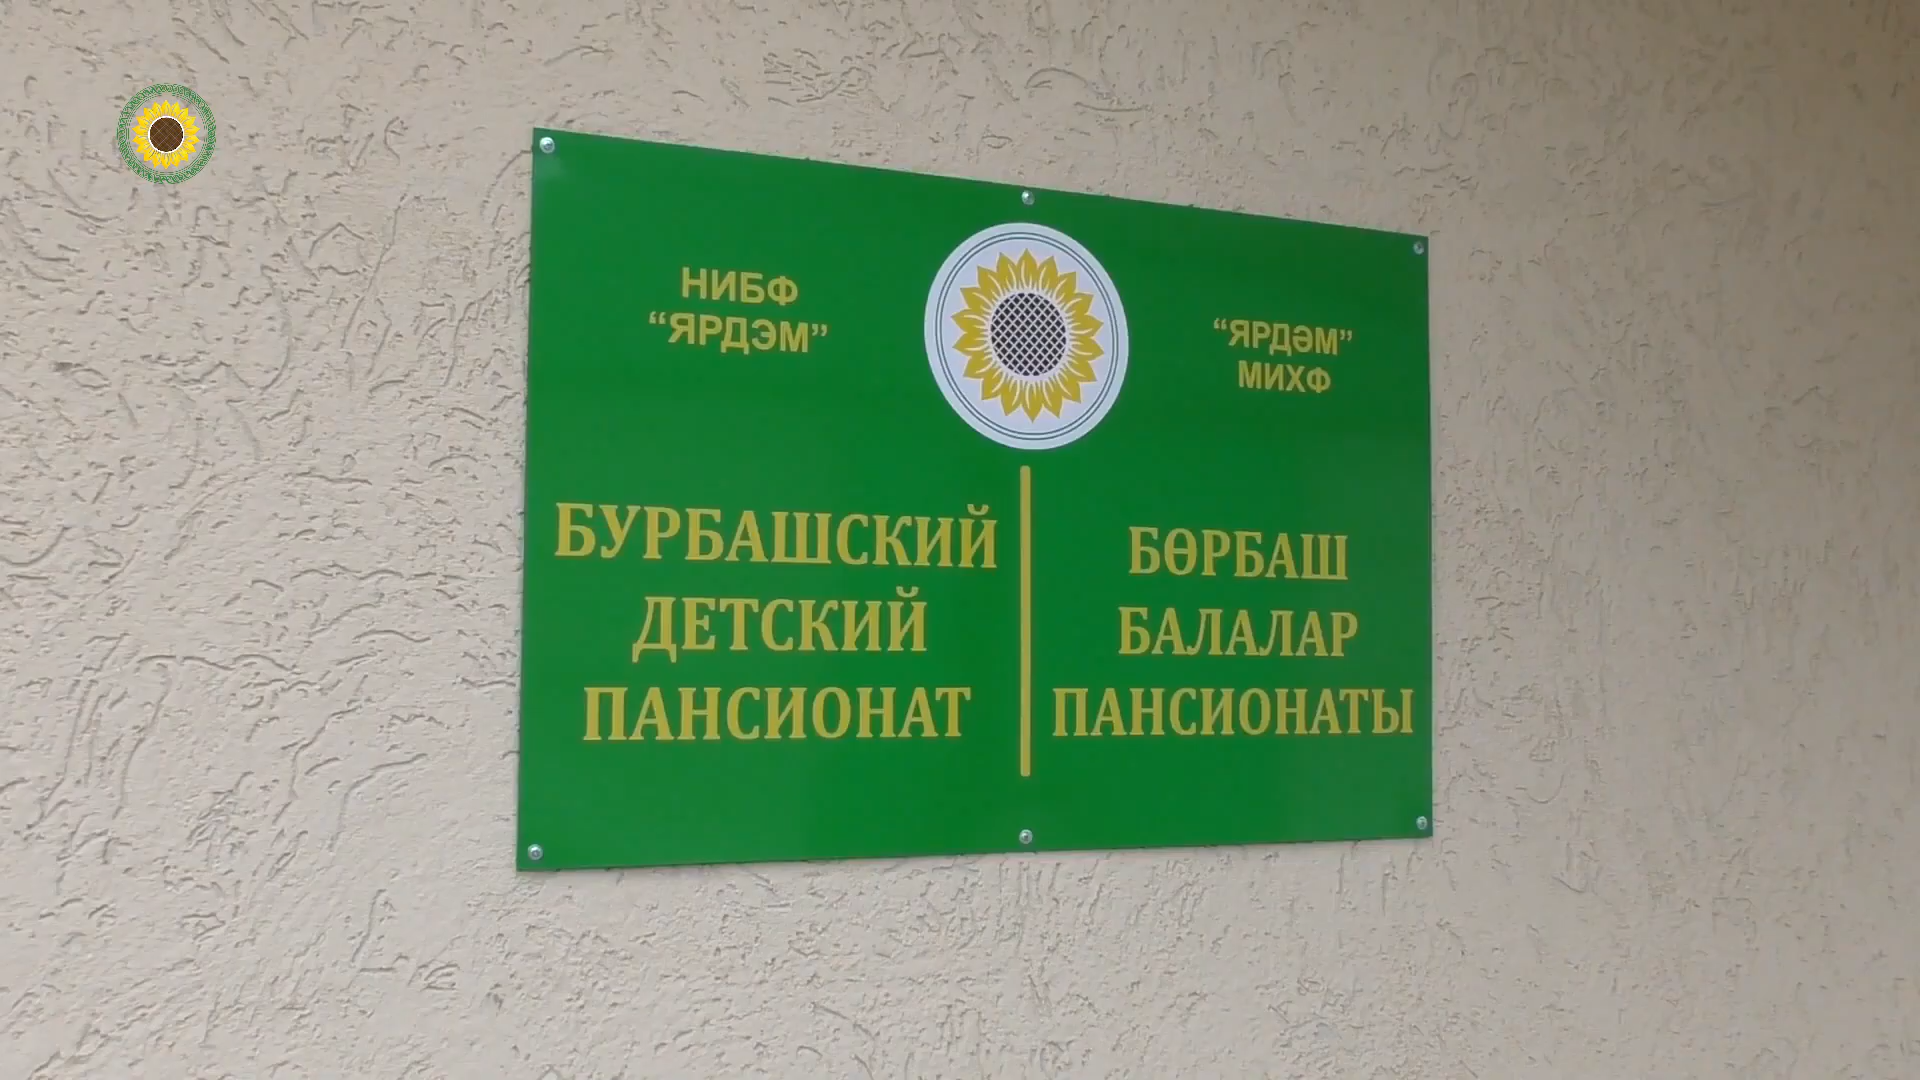 НИБФ
“ЯРДЭМ”
“ЯРДӘМ”
МИХФ
БУРБАШСКИЙ
ДЕТСКИЙ
ПАНСИОНАТ
БӨРБАШ
БАЛАЛАР
ПАНСИОНАТЫ